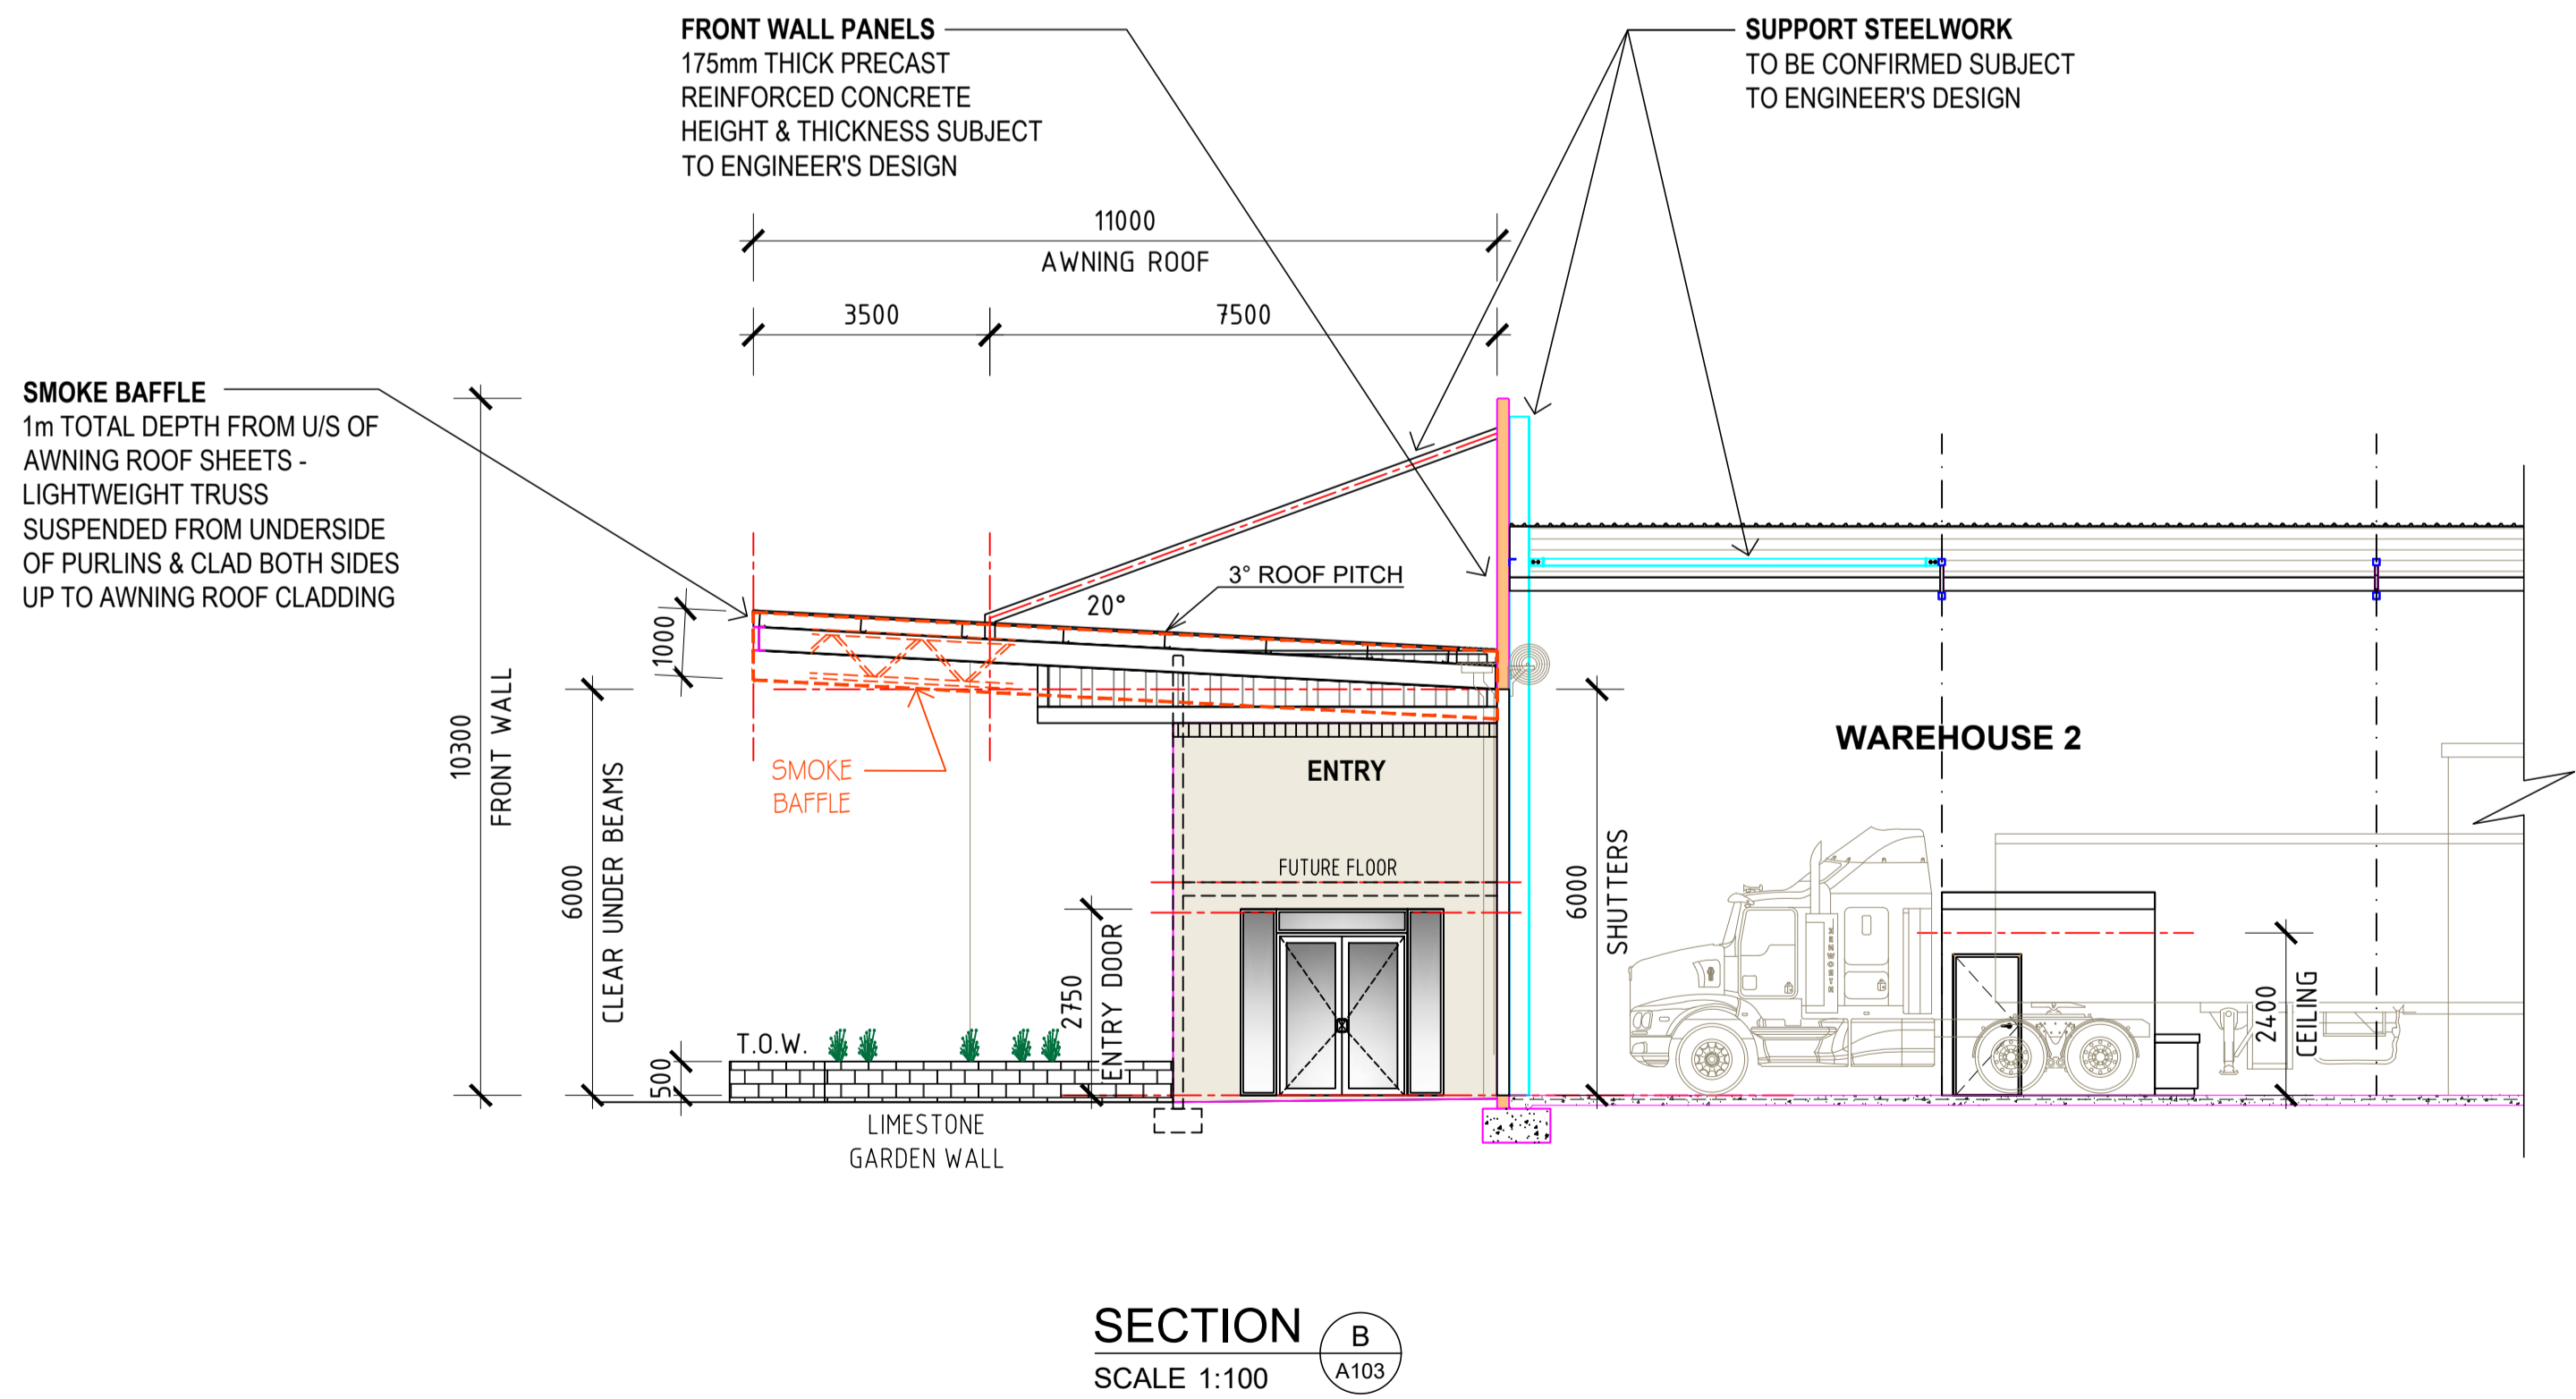 FRONT WALL PANELS
175mm THICK PRECAST
REINFORCED CONCRETE
HEIGHT & THICKNESS SUBJECT
TO ENGINEER'S DESIGN
SUPPORT STEELWORK
TO BE CONFIRMED SUBJECT
TO ENGINEER'S DESIGN
11000
AWNING ROOF
3500
7500
SMOKE BAFFLE
1m TOTAL DEPTH FROM U/S OF
AWNING ROOF SHEETS -
LIGHTWEIGHT TRUSS
SUSPENDED FROM UNDERSIDE
OF PURLINS & CLAD BOTH SIDES
UP TO AWNING ROOF CLADDING
3° ROOF PITCH
20°
1000
10300
FRONT WALL
6000
CLEAR UNDER BEAMS
SMOKE
BAFFLE
ENTRY
WAREHOUSE 2
FUTURE FLOOR
6000
SHUTTERS
2750
ENTRY DOOR
KENWORTH
2400
CEILING
T.O.W.
500
LIMESTONE
GARDEN WALL
SECTION
B
A103
SCALE 1:100